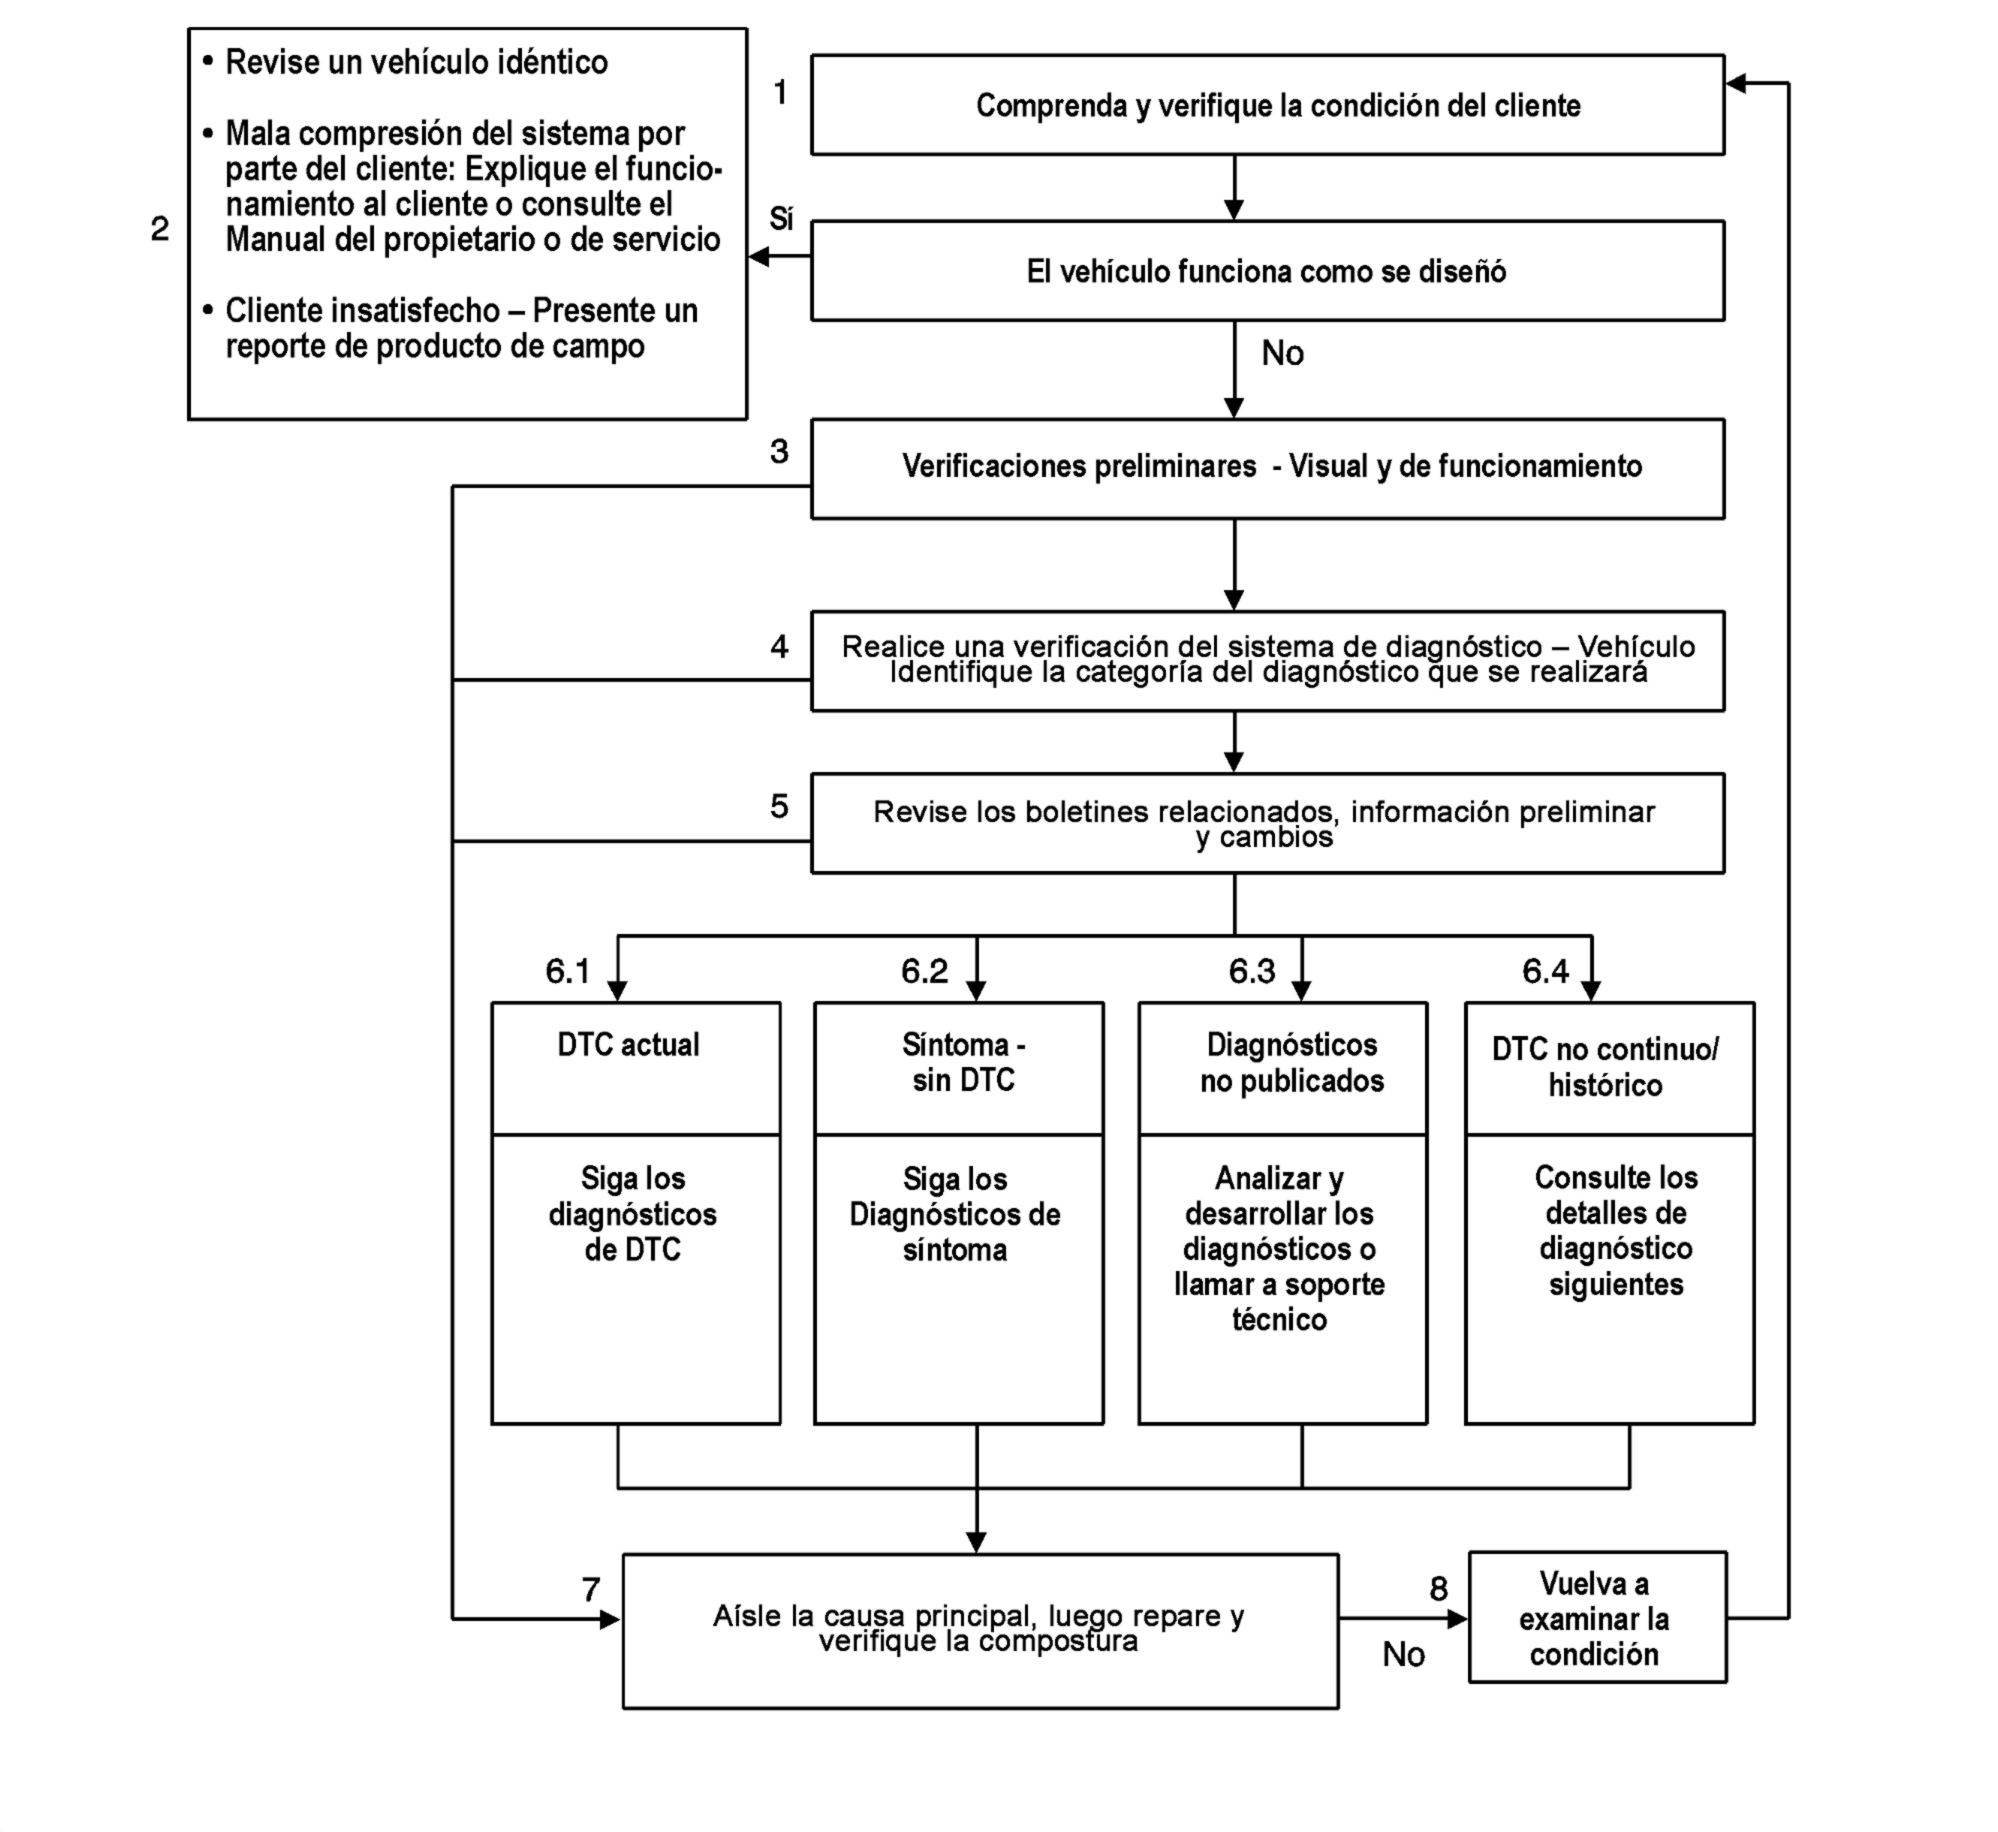 • Revise un vehículo idéntico
• Mala compresión del sistema por
parte del cliente: Explique el funcio-
namiento al cliente o consulte el
Manual del propietario o de servicio
• Cliente insatisfecho – Presente un
reporte de producto de campo
2
1
Comprenda y verifique la condición del cliente
Sí
El vehículo funciona como se diseñó
No
3
Verificaciones preliminares - Visual y de funcionamiento
4
Realice una verificación del sistema de diagnóstico – Vehículo
Identifique la categoría del diagnóstico que se realizará
5
Revise los boletines relacionados, información preliminar
y cambios
6.1
DTC actual
Siga los
diagnósticos
de DTC
6.2
Síntoma -
sin DTC
Siga los
Diagnósticos de
síntoma
6.3
Diagnósticos
no publicados
Analizar y
desarrollar los
diagnósticos o
llamar a soporte
técnico
6.4
DTC no continuo/
histórico
Consulte los
detalles de
diagnóstico
siguientes
7
Aísle la causa principal, luego repare y
verifique la compostura
No
8
Vuelva a
examinar la
condición